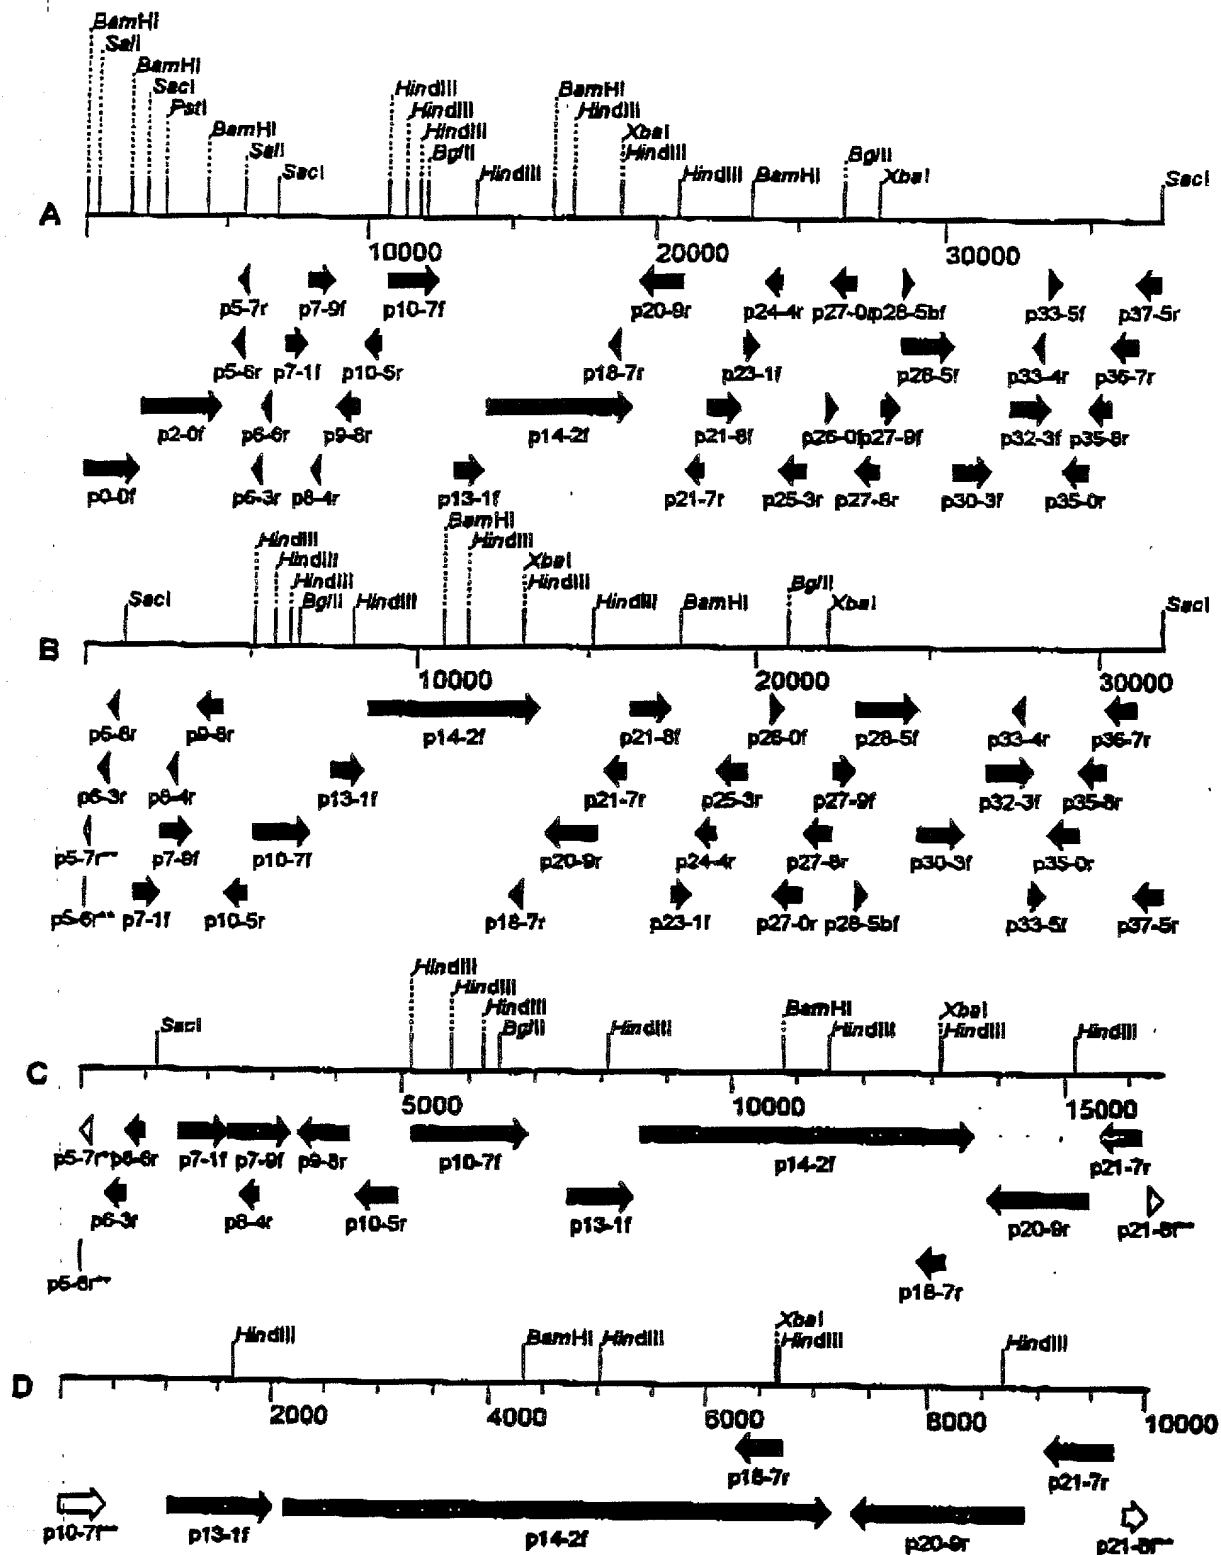 BamHI
SalI
BamHI
SacI
PstI
BamHI
SalI
SacI
HindIII
HindIII
HindIII
BglII
HindIII
BamHI
HindIII
XbaI
HindIII
HindIII
BamHI
BglII
XbaI
SacI
A
10000 20000 30000
p5-7r p7-9f p10-7f p20-9r p24-4r p27-0r p28-5bf p33-5f p37-5r
p5-6r p7-1f p10-5r p18-7r p23-1f p28-5f p33-4r p36-7r
p2-0f p6-6r p9-8r p14-2f p21-8f p26-0f p27-9f p32-3f p35-8r
p0-0f p6-3r p8-4r p13-1f p21-7r p25-3r p27-8r p30-3f p35-0r
SacI
HindIII
HindIII
HindIII
BglII
HindIII
BamHI
HindIII
XbaI
HindIII
HindIII
BamHI
BglII
XbaI
SacI
B
10000 20000 30000
p6-6r p9-8r p14-2f p21-8f p26-0f p28-5f p33-4r p36-7r
p6-3r p8-4r p13-1f p21-7r p25-3r p27-9f p32-3f p35-8r
p5-7r** p7-9f p10-7f p20-9r p24-4r p27-8r p30-3f p35-0r
p5-6r** p7-1f p10-5r p18-7r p23-1f p27-0r p28-5bf p33-5f p37-5r
SacI
HindIII
HindIII
HindIII
BglII
HindIII
BamHI
HindIII
XbaI
HindIII
HindIII
C
5000 10000 15000
p5-7r** p6-6r p7-1f p7-9f p9-8r p10-7f p14-2f p21-7r
p6-3r p8-4r p10-5r p13-1f p20-9r p21-8f**
p5-6r** p18-7r
HindIII
BamHI
HindIII
XbaI
HindIII
HindIII
D
2000 4000 6000 8000 10000
p18-7r p21-7r
p10-7f** p13-1f p14-2f p20-9r p21-8f**